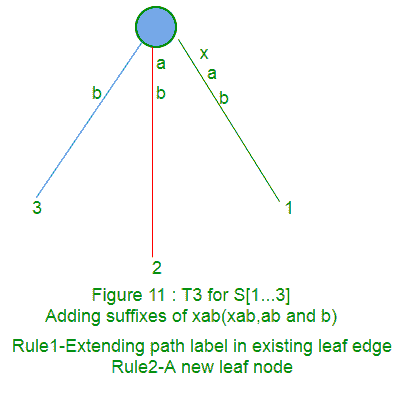 x
a
a
b
b
b
3
1
2
Figure 11 : T3 for S[1...3]
Adding suffixes of xab(xab,ab and b)
Rule1-Extending path label in existing leaf edge
Rule2-A new leaf node